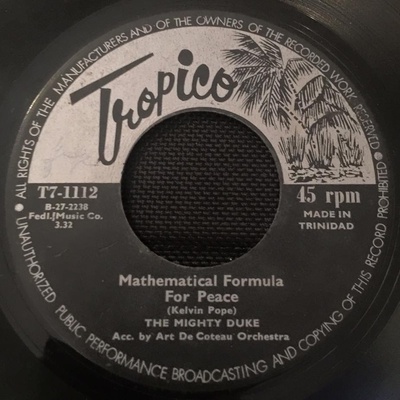 ALL RIGHTS OF THE MANUFACTURERS AND OF THE OWNERS OF THE RECORDED WORK RESERVED
Tropico
T7-1112
B-27-2238
Fedl.[Music Co.
3.32
45 rpm
MADE IN
TRINIDAD
Mathematical Formula
For Peace
(Kelvin Pope)
THE MIGHTY DUKE
Acc. by Art De Coteau Orchestra
UNAUTHORIZED PUBLIC PERFORMANCE BROADCASTING AND COPYING OF THIS RECORD PROHIBITED